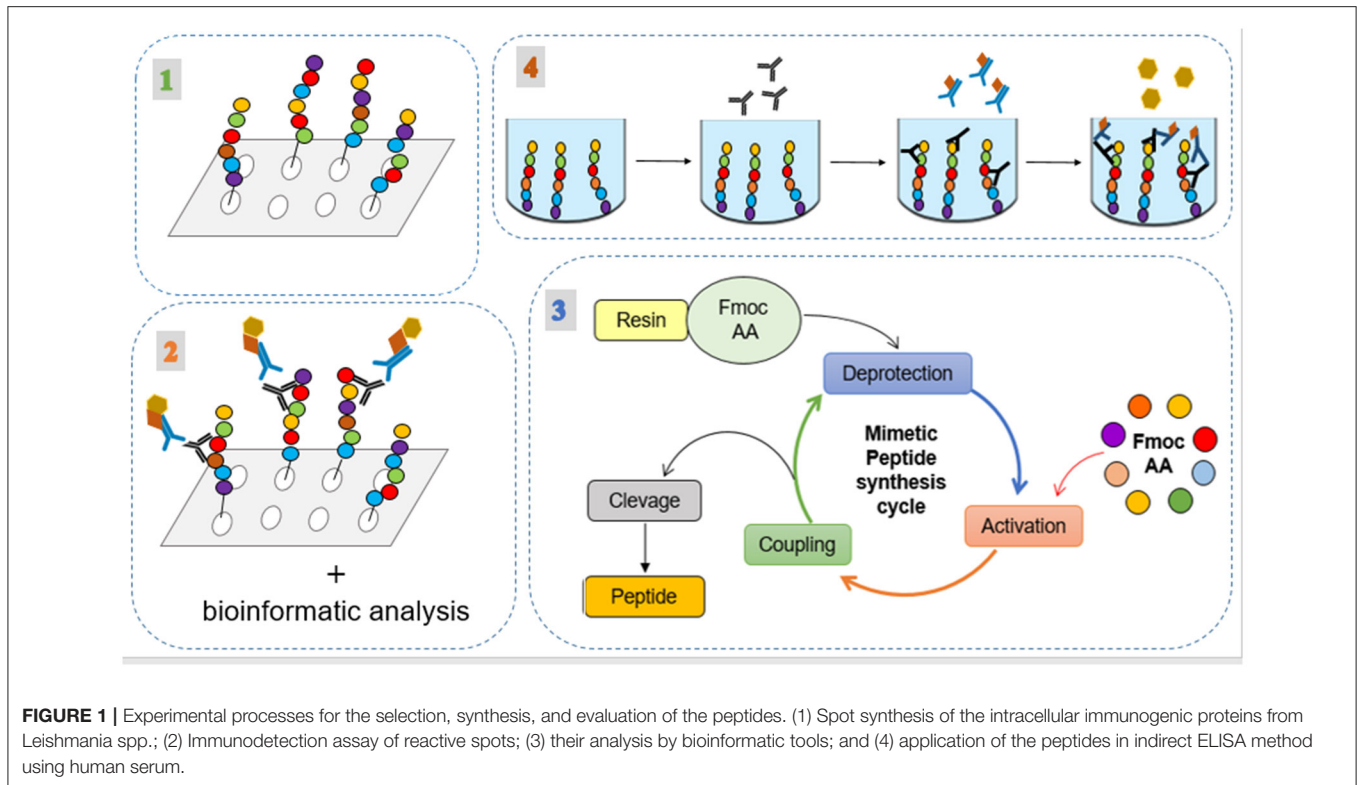 1
4
2
+
bioinformatic analysis
3
Resin
Fmoc
AA
Deprotection
Mimetic
Peptide
synthesis
cycle
Fmoc
AA
Activation
Coupling
Clevage
Peptide
FIGURE 1 | Experimental processes for the selection, synthesis, and evaluation of the peptides. (1) Spot synthesis of the intracellular immunogenic proteins from
Leishmania spp.; (2) Immunodetection assay of reactive spots; (3) their analysis by bioinformatic tools; and (4) application of the peptides in indirect ELISA method
using human serum.